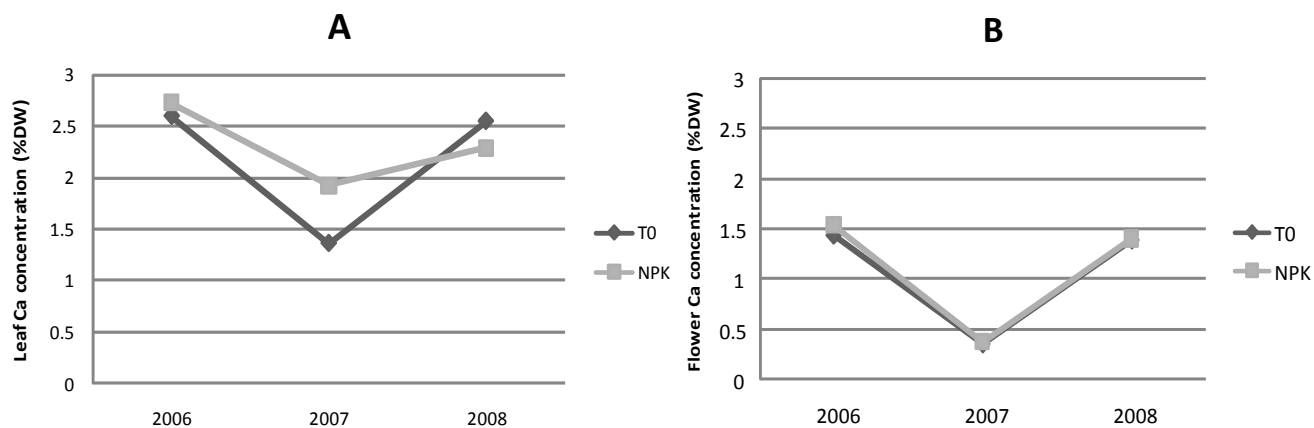 A
Leaf Ca concentration (%DW)
3
2.5
2
1.5
1
0.5
0
2006 2007 2008
T0
NPK
B
Flower Ca concentration (%DW)
3
2.5
2
1.5
1
0.5
0
2006 2007 2008
T0
NPK